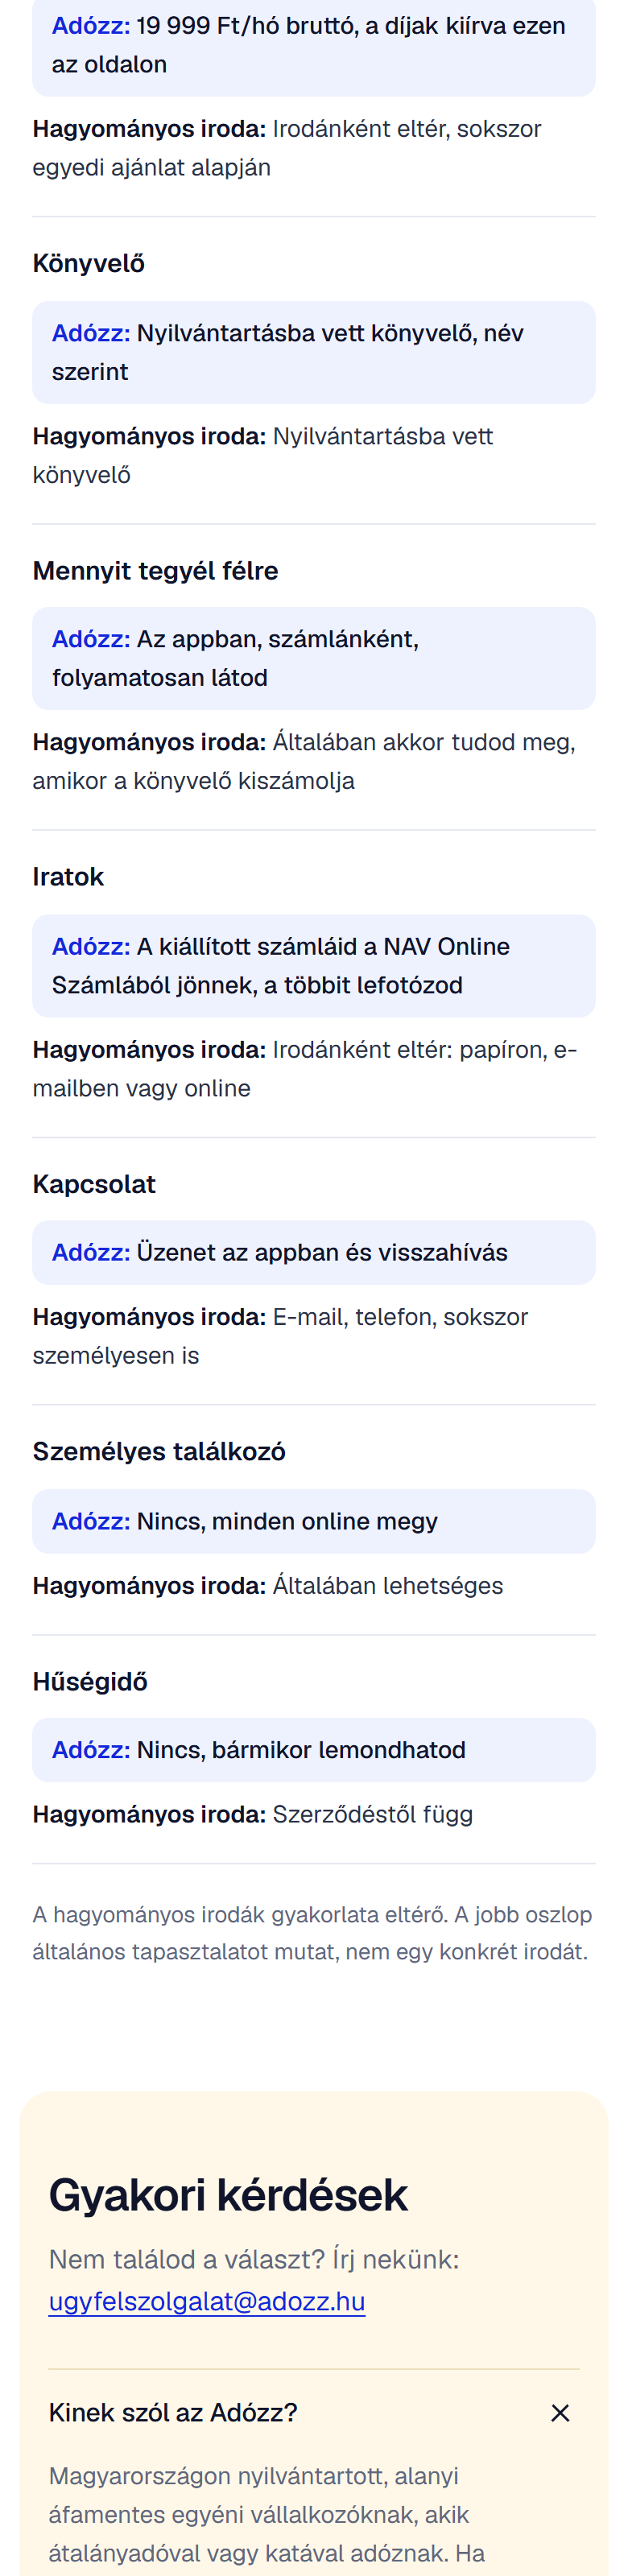 Adózz: 19 999 Ft/hó bruttó, a díjak kiírva ezen
az oldalon
Hagyományos iroda: Irodánként eltér, sokszor
egyedi ajánlat alapján
Könyvelő
Adózz: Nyilvántartásba vett könyvelő, név
szerint
Hagyományos iroda: Nyilvántartásba vett
könyvelő
Mennyit tegyél félre
Adózz: Az appban, számlánként,
folyamatosan látod
Hagyományos iroda: Általában akkor tudod meg,
amikor a könyvelő kiszámolja
Iratok
Adózz: A kiállított számláid a NAV Online
Számlából jönnek, a többit lefotózod
Hagyományos iroda: Irodánként eltér: papíron, e-
mailben vagy online
Kapcsolat
Adózz: Üzenet az appban és visszahívás
Hagyományos iroda: E-mail, telefon, sokszor
személyesen is
Személyes találkozó
Adózz: Nincs, minden online megy
Hagyományos iroda: Általában lehetséges
Hűségidő
Adózz: Nincs, bármikor lemondhatod
Hagyományos iroda: Szerződéstől függ
A hagyományos irodák gyakorlata eltérő. A jobb oszlop
általános tapasztalatot mutat, nem egy konkrét irodát.
Gyakori kérdések
Nem találod a választ? Írj nekünk:
ugyfelszolgalat@adozz.hu
Kinek szól az Adózz?
Magyarországon nyilvántartott, alanyi
áfamentes egyéni vállalkozóknak, akik
átalányadóval vagy katával adóznak. Ha